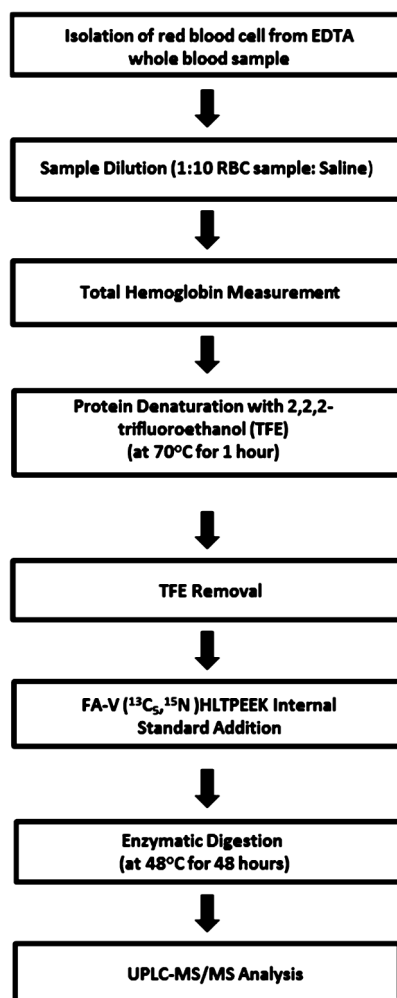 Isolation of red blood cell from EDTA
whole blood sample
Sample Dilution (1:10 RBC sample: Saline)
Total Hemoglobin Measurement
Protein Denaturation with 2,2,2-
trifluoroethanol (TFE)
(at 70°C for 1 hour)
TFE Removal
FA-V (¹³C₅,¹⁵N )HLTPEEK Internal
Standard Addition
Enzymatic Digestion
(at 48°C for 48 hours)
UPLC-MS/MS Analysis